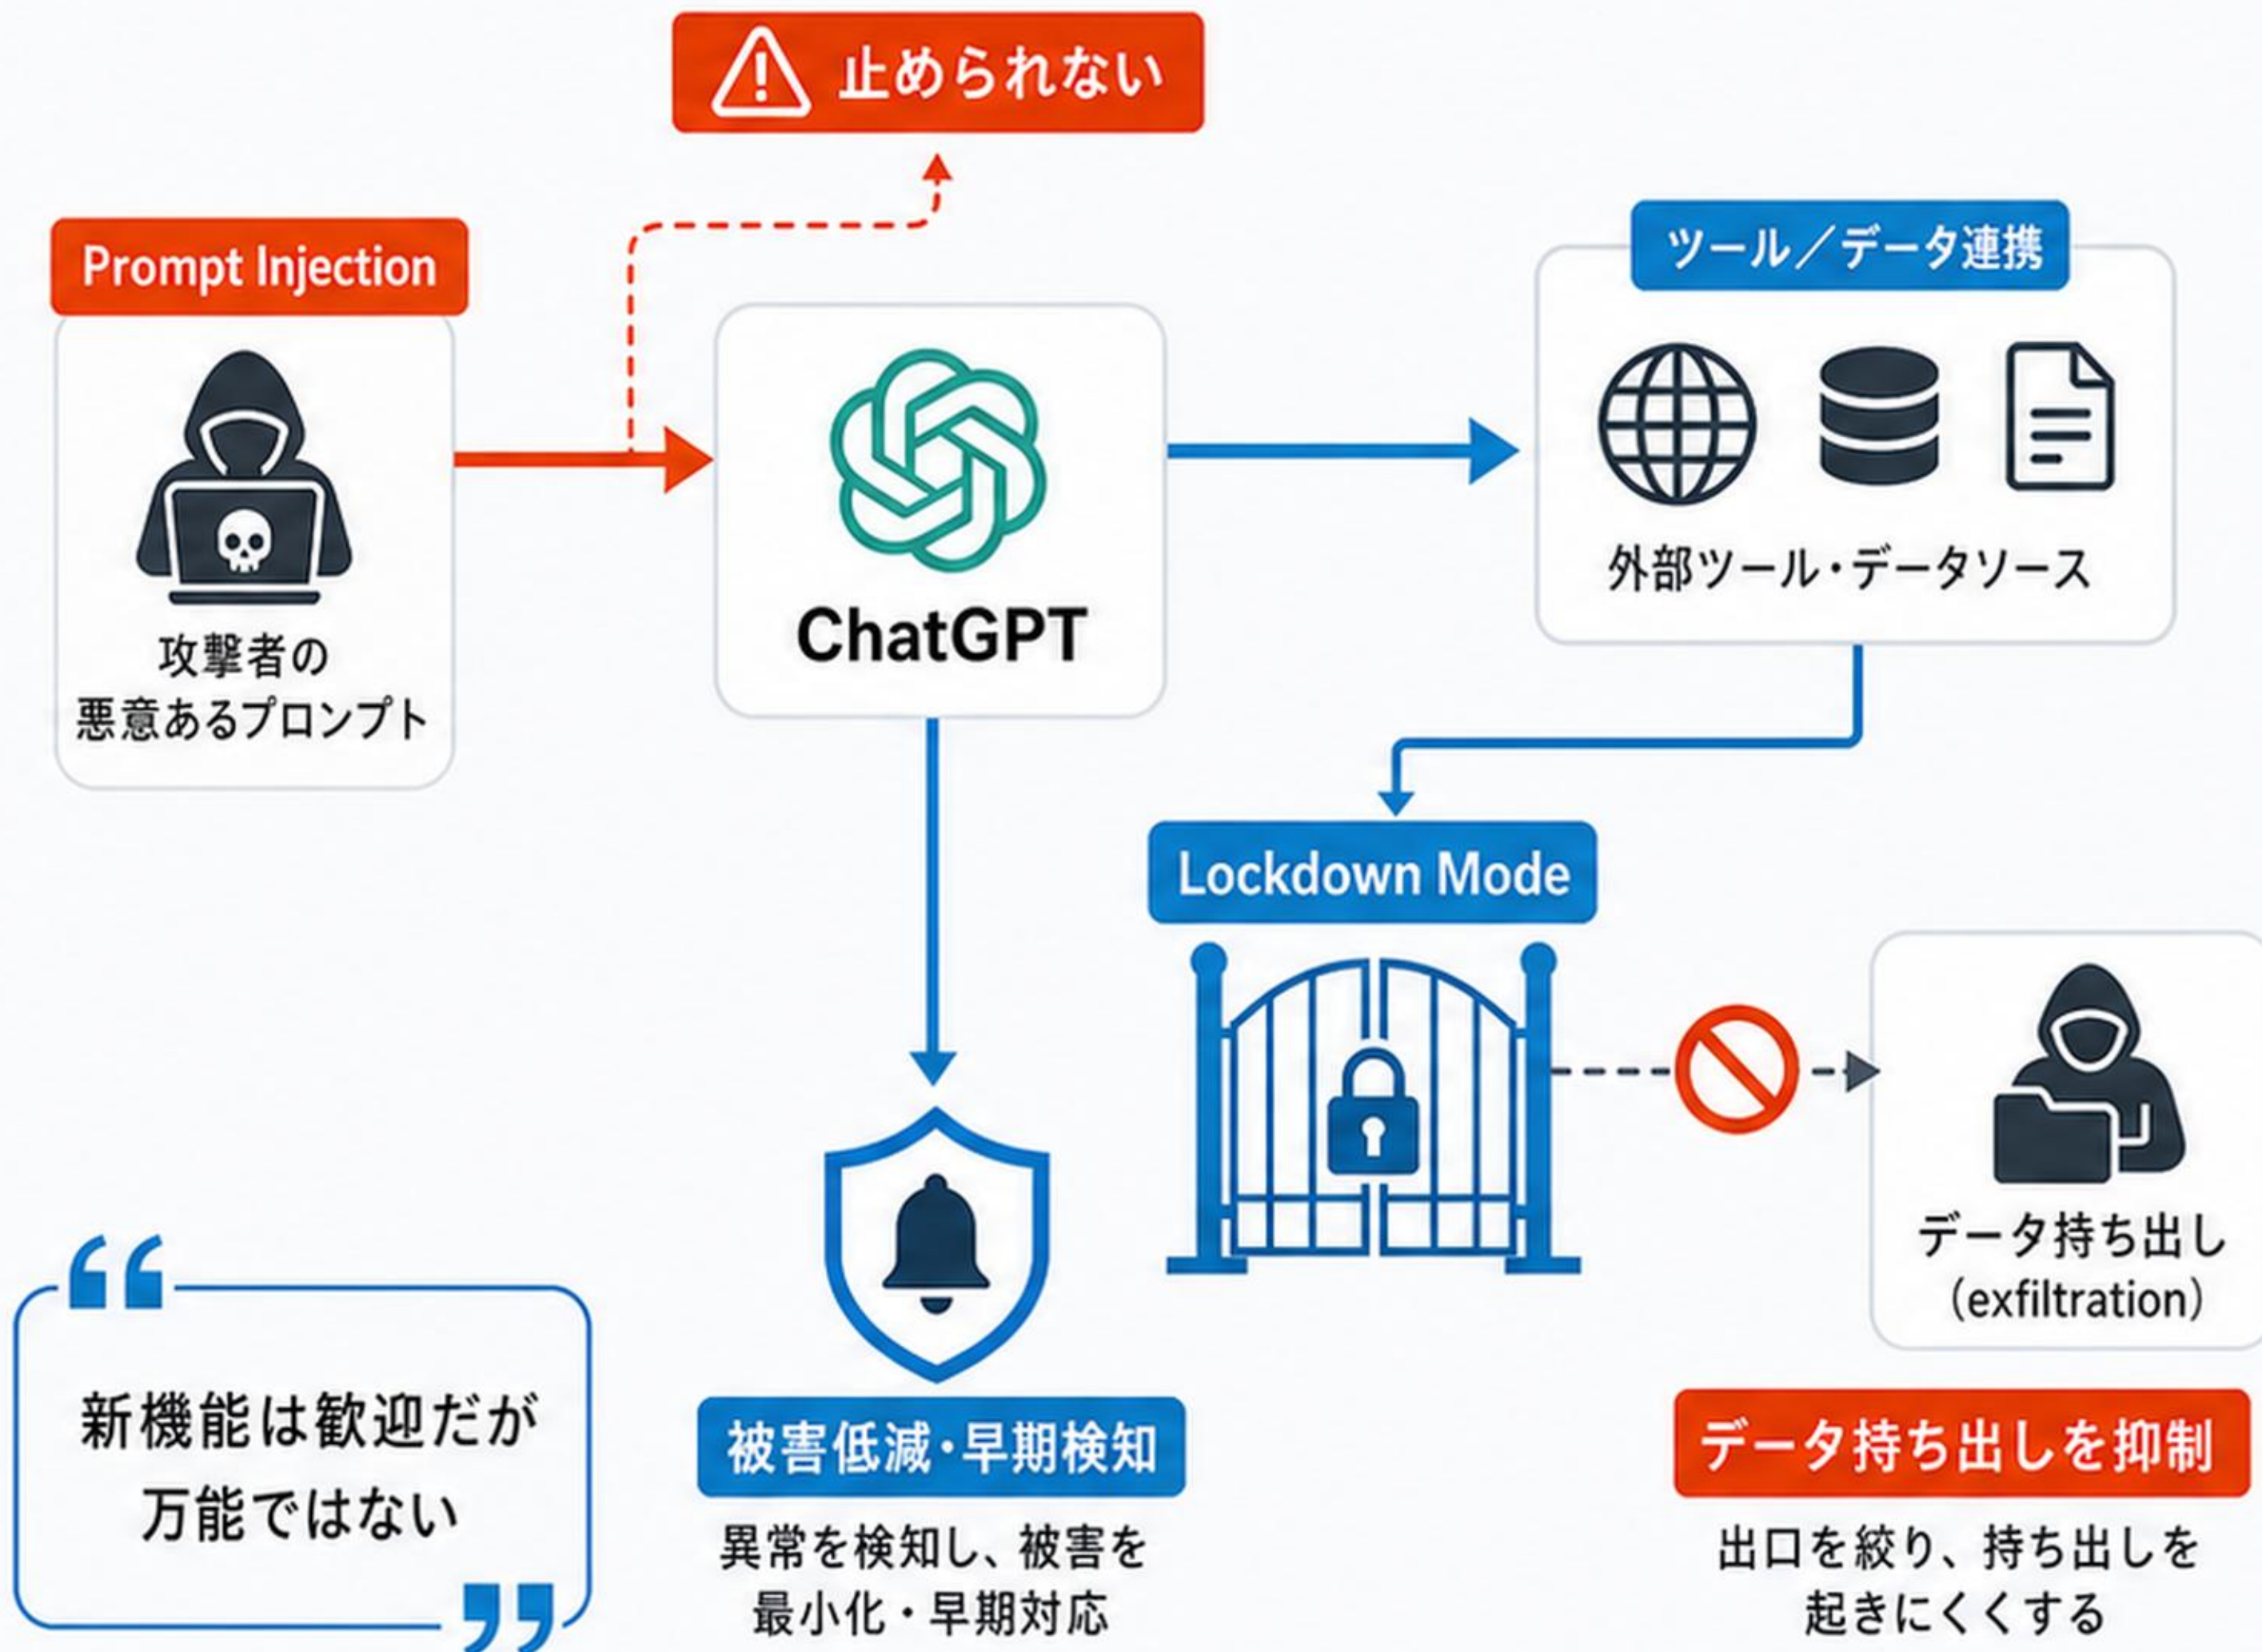 止められない
Prompt Injection
攻撃者の
悪意あるプロンプト
ChatGPT
ツール／データ連携
外部ツール・データソース
Lockdown Mode
データ持ち出し
（exfiltration）
データ持ち出しを抑制
出口を絞り、持ち出しを
起きにくくする
被害低減・早期検知
異常を検知し、被害を
最小化・早期対応
“
新機能は歓迎だが
万能ではない
”